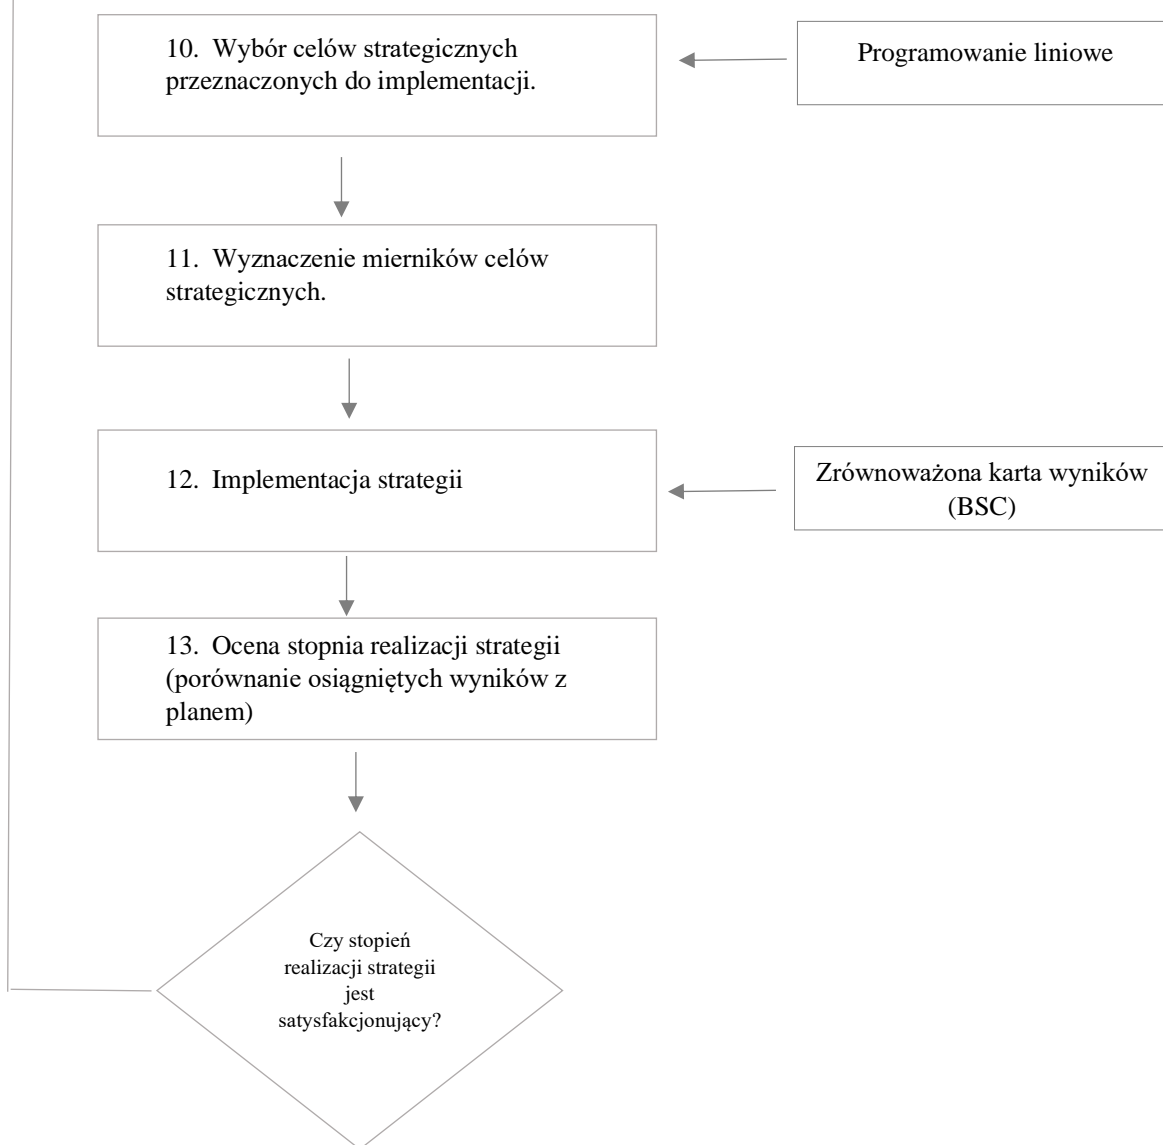 10. Wybór celów strategicznych
przeznaczonych do implementacji.
Programowanie liniowe
11. Wyznaczenie mierników celów
strategicznych.
12. Implementacja strategii
Zrównoważona karta wyników
(BSC)
13. Ocena stopnia realizacji strategii
(porównanie osiągniętych wyników z
planem)
Czy stopień
realizacji strategii
jest
satysfakcjonujący?